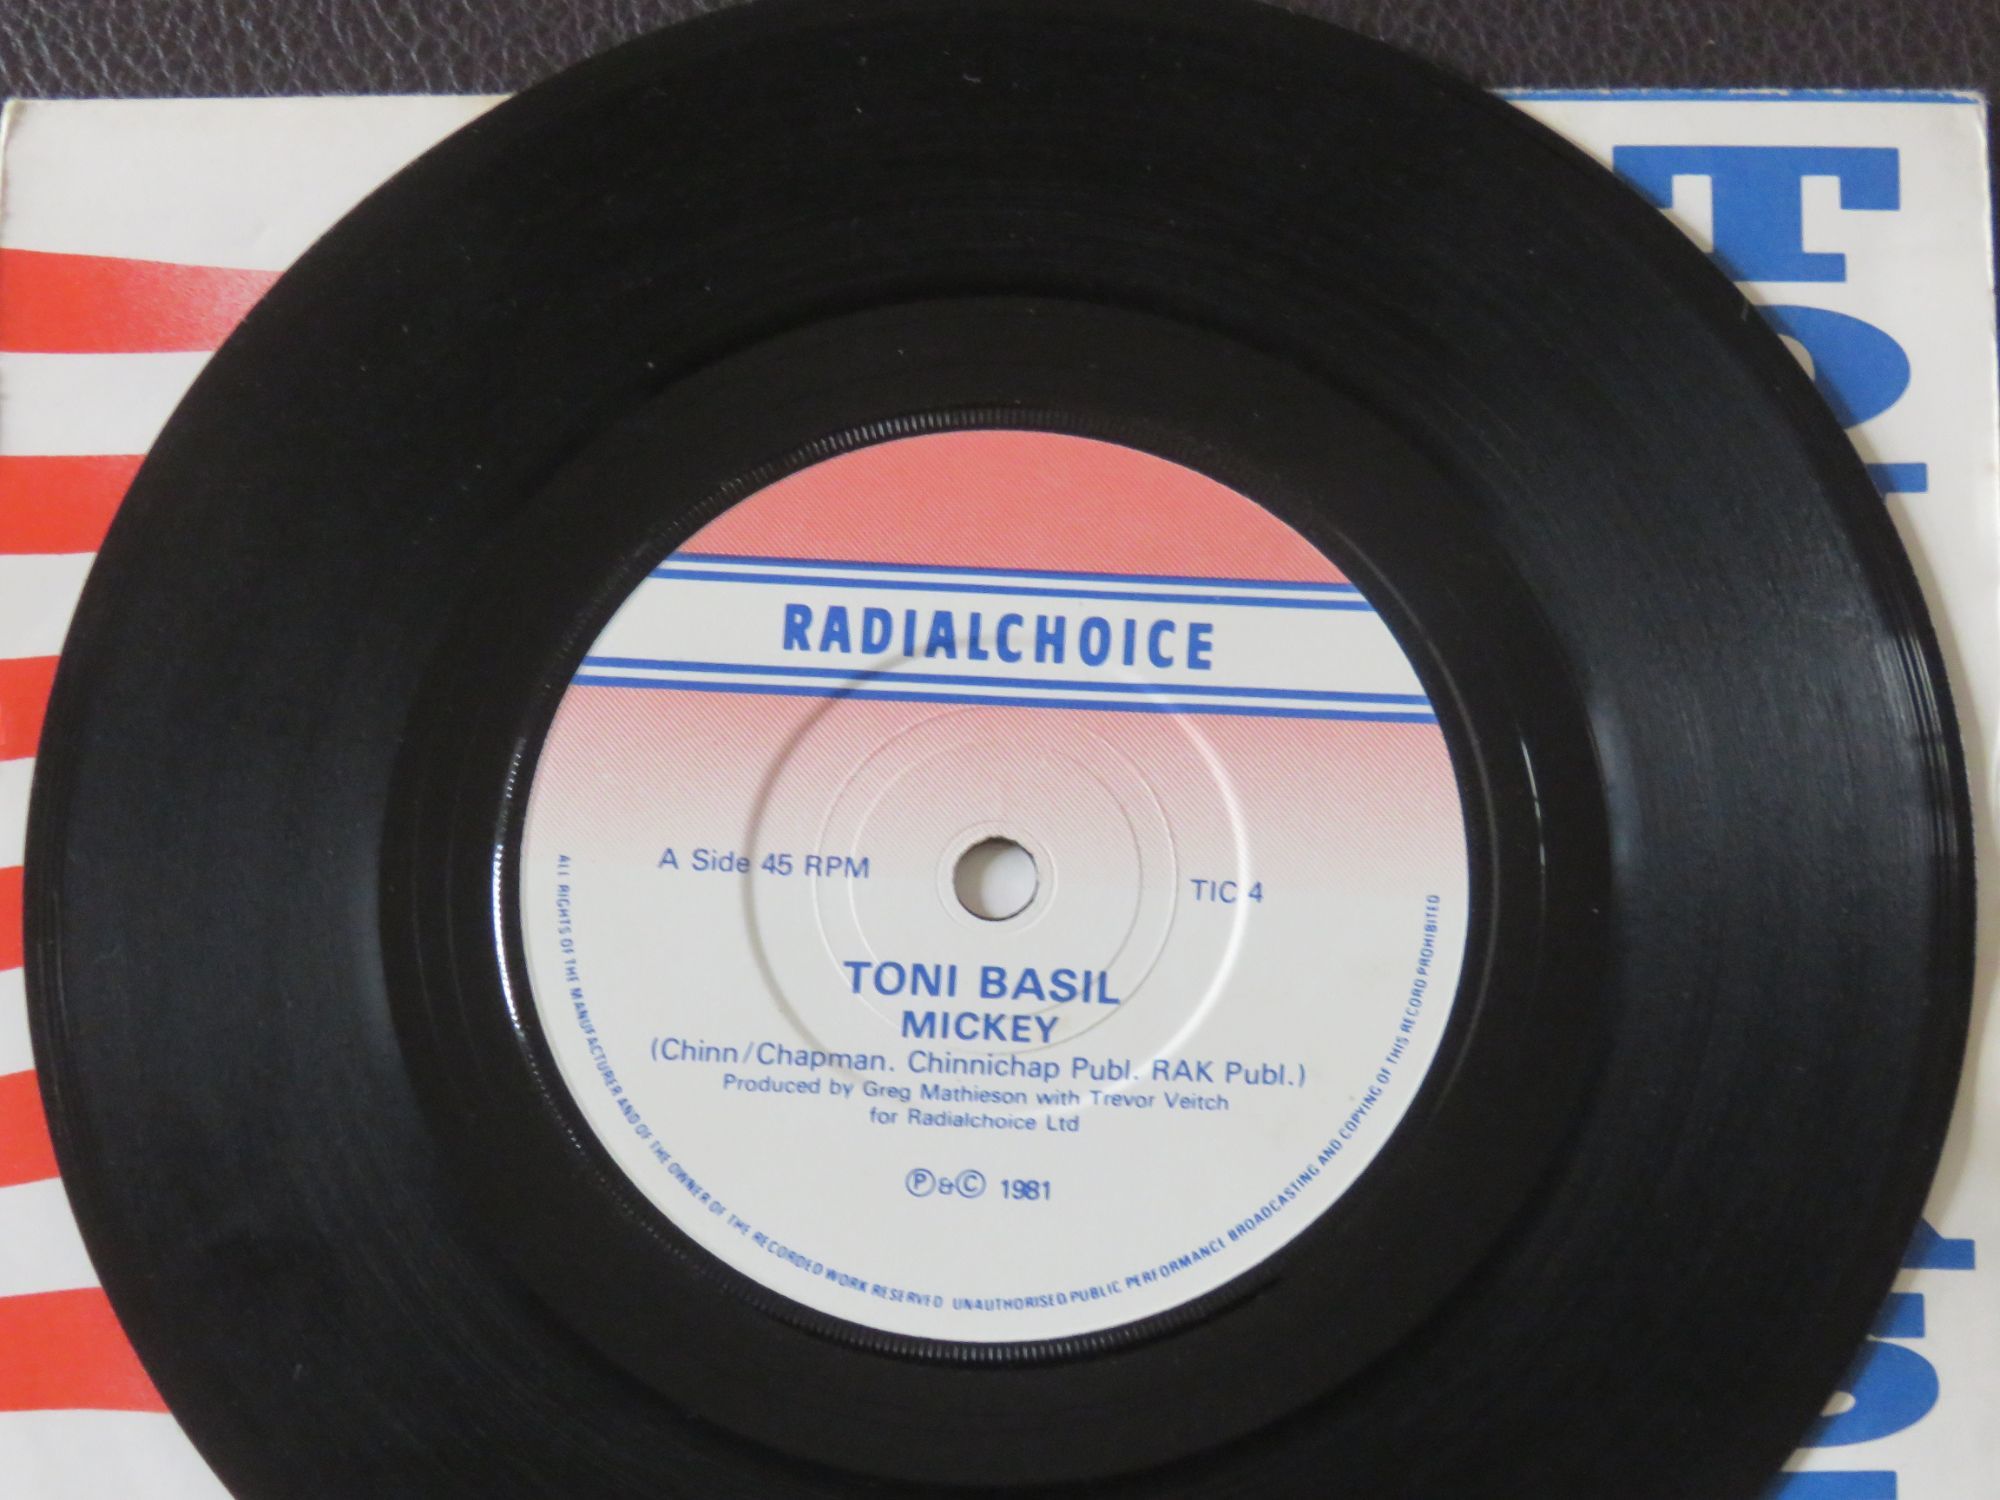 RADIALCHOICE
A Side 45 RPM
TIC 4
TONI BASIL
MICKEY
(Chinn/Chapman. Chinnichap Publ. RAK Publ.)
Produced by Greg Mathieson with Trevor Veitch
for Radialchoice Ltd
Ⓟ&© 1981
ALL RIGHTS OF THE MANUFACTURER AND OF THE OWNER OF THE RECORDED WORK RESERVED UNAUTHORISED PUBLIC PERFORMANCE BROADCASTING AND COPYING OF THIS RECORD PROHIBITED